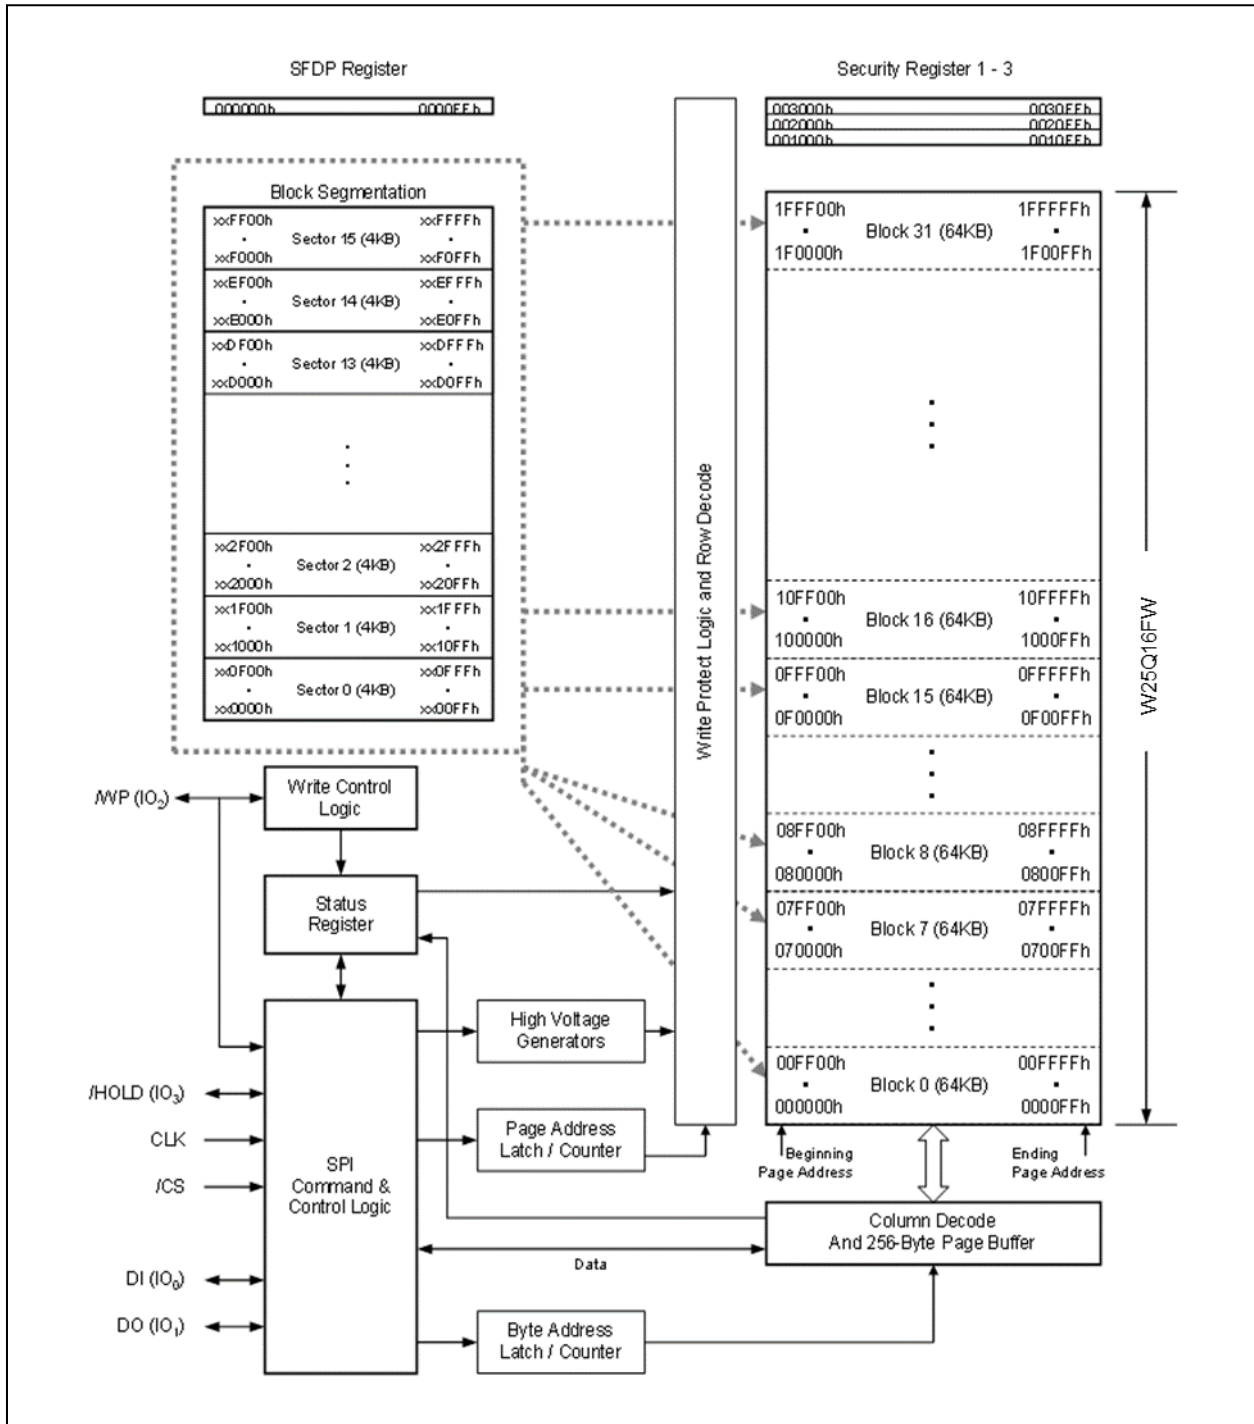 SFDP Register
000000h 0000FFh
Block Segmentation
xxFF00h xxFFFFh
Sector 15 (4KB)
xxF000h xxF0FFh
xxEF00h xxEFFFh
Sector 14 (4KB)
xxE000h xxE0FFh
xxDF00h xxDFFFh
Sector 13 (4KB)
xxD000h xxD0FFh
xx2F00h xx2FFFh
Sector 2 (4KB)
xx2000h xx20FFh
xx1F00h xx1FFFh
Sector 1 (4KB)
xx1000h xx10FFh
xx0F00h xx0FFFh
Sector 0 (4KB)
xx0000h xx00FFh
Write Protect Logic and Row Decode
Security Register 1 - 3
003000h 0030FFh
002000h 0020FFh
001000h 0010FFh
1FFF00h 1FFFFFh
Block 31 (64KB)
1F0000h 1F00FFh
10FF00h 10FFFFh
Block 16 (64KB)
100000h 1000FFh
0FFF00h 0FFFFFh
Block 15 (64KB)
0F0000h 0F00FFh
08FF00h 08FFFFh
Block 8 (64KB)
080000h 0800FFh
07FF00h 07FFFFh
Block 7 (64KB)
070000h 0700FFh
00FF00h 00FFFFh
Block 0 (64KB)
000000h 0000FFh
W25Q16FW
Beginning
Page Address
Ending
Page Address
/WP (IO2)
Write Control
Logic
Status
Register
High Voltage
Generators
/HOLD (IO3)
CLK
/CS
SPI
Command &
Control Logic
Page Address
Latch / Counter
Column Decode
And 256-Byte Page Buffer
Data
DI (IO0)
DO (IO1)
Byte Address
Latch / Counter